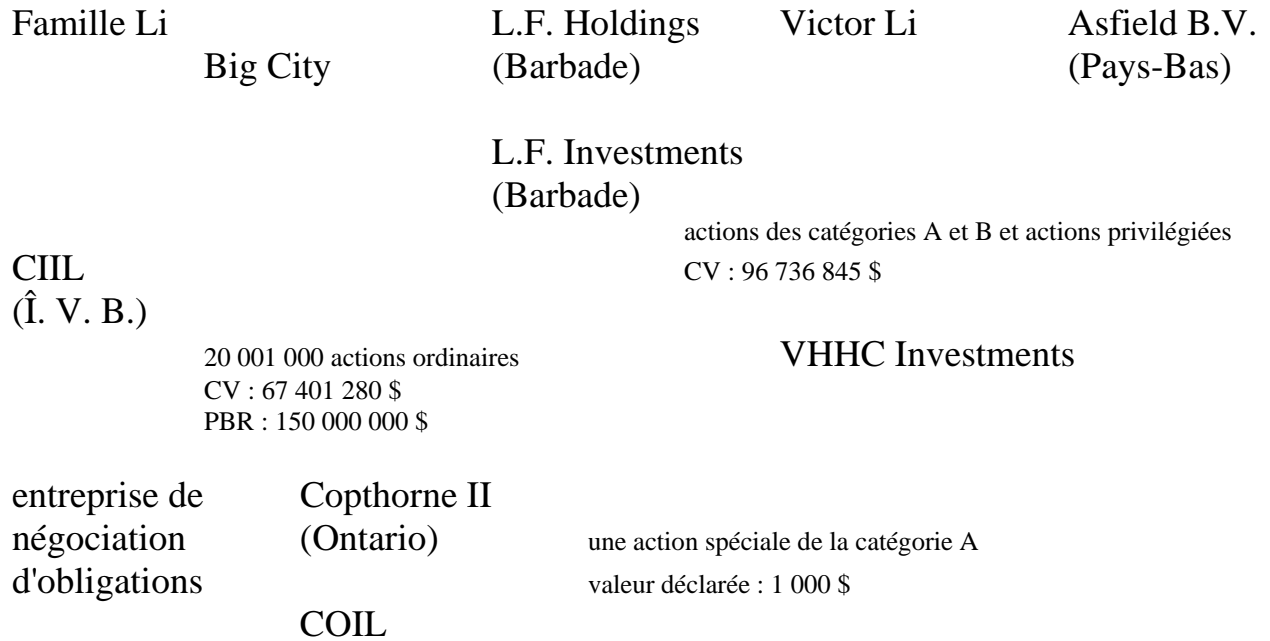 Famille Li
L.F. Holdings
Victor Li
Asfield B.V.
Big City
(Barbade)
(Pays-Bas)
L.F. Investments
(Barbade)
actions des catégories A et B et actions privilégiées
CIIL
CV : 96 736 845 $
(Î. V. B.)
20 001 000 actions ordinaires
VHHC Investments
CV : 67 401 280 $
PBR : 150 000 000 $
entreprise de
Copthorne II
négociation
(Ontario)
une action spéciale de la catégorie A
d'obligations
valeur déclarée : 1 000 $
COIL